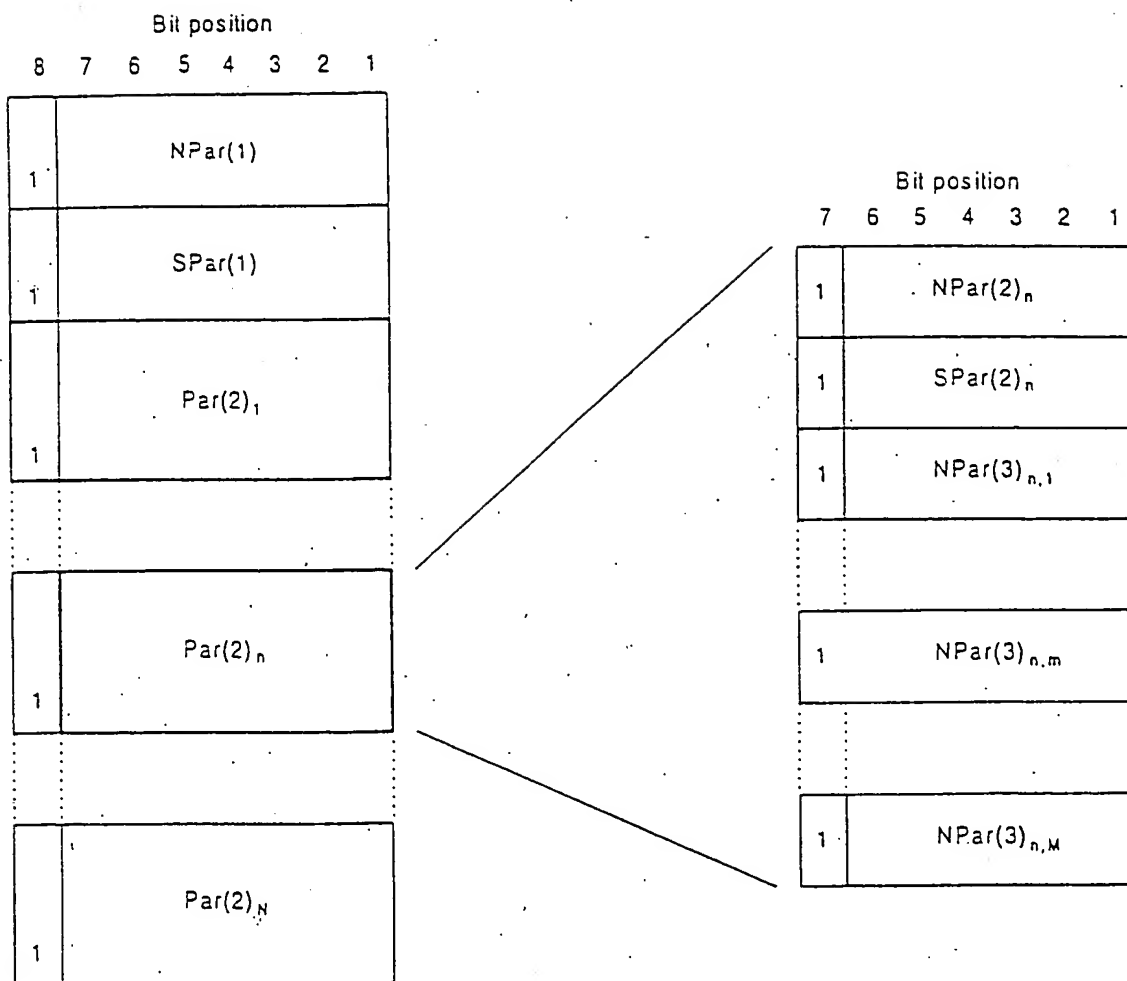 Bit position
8 7 6 5 4 3 2 1
NPar(1)
1
SPar(1)
1
Par(2)₁
1
Par(2)ₙ
1
Par(2)_N
1
Bit position
7 6 5 4 3 2 1
1 NPar(2)ₙ
1 SPar(2)ₙ
1 NPar(3)ₙ,₁
1 NPar(3)ₙ,ₘ
1 NPar(3)ₙ,_M